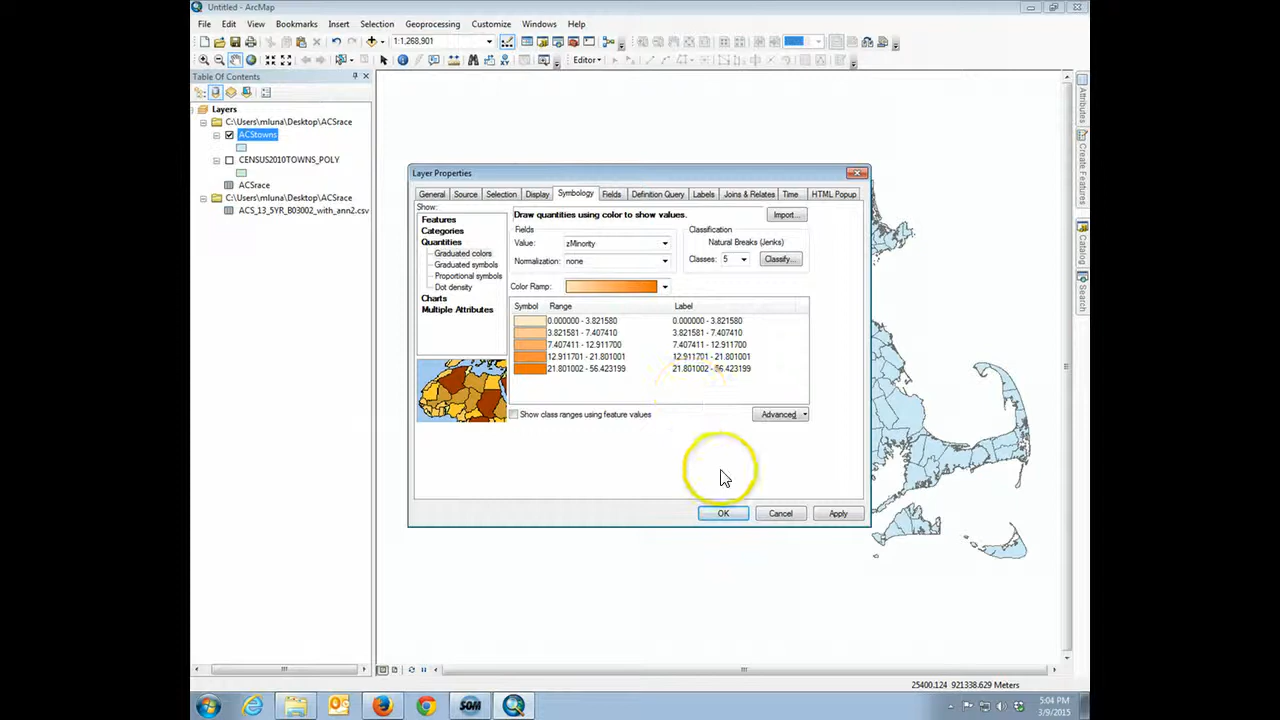 Untitled - ArcMap
File Edit View Bookmarks Insert Selection Geoprocessing Customize Windows Help
1:1,268,901
Editor
Table Of Contents
Layers
C:\Users\mluna\Desktop\ACSrace
ACStowns
CENSUS2010TOWNS_POLY
ACSrace
C:\Users\mluna\Desktop\ACSrace
ACS_13_5YR_B03002_with_ann2.csv
Layer Properties
General Source Selection Display Symbology Fields Definition Query Labels Joins & Relates Time HTML Popup
Show:
Features
Categories
Quantities
Graduated colors
Graduated symbols
Proportional symbols
Dot density
Charts
Multiple Attributes
Draw quantities using color to show values.
Import...
Fields
Value: zMinority
Normalization: none
Classification
Natural Breaks (Jenks)
Classes: 5 Classify...
Color Ramp:
Symbol Range Label
0.000000 - 3.821580 0.000000 - 3.821580
3.821581 - 7.407410 3.821581 - 7.407410
7.407411 - 12.911700 7.407411 - 12.911700
12.911701 - 21.801001 12.911701 - 21.801001
21.801002 - 56.423199 21.801002 - 56.423199
Show class ranges using feature values
Advanced
OK Cancel Apply
Attributes
Create Features
Catalog
Search
25400.124 921338.629 Meters
SOM
5:04 PM
3/9/2015